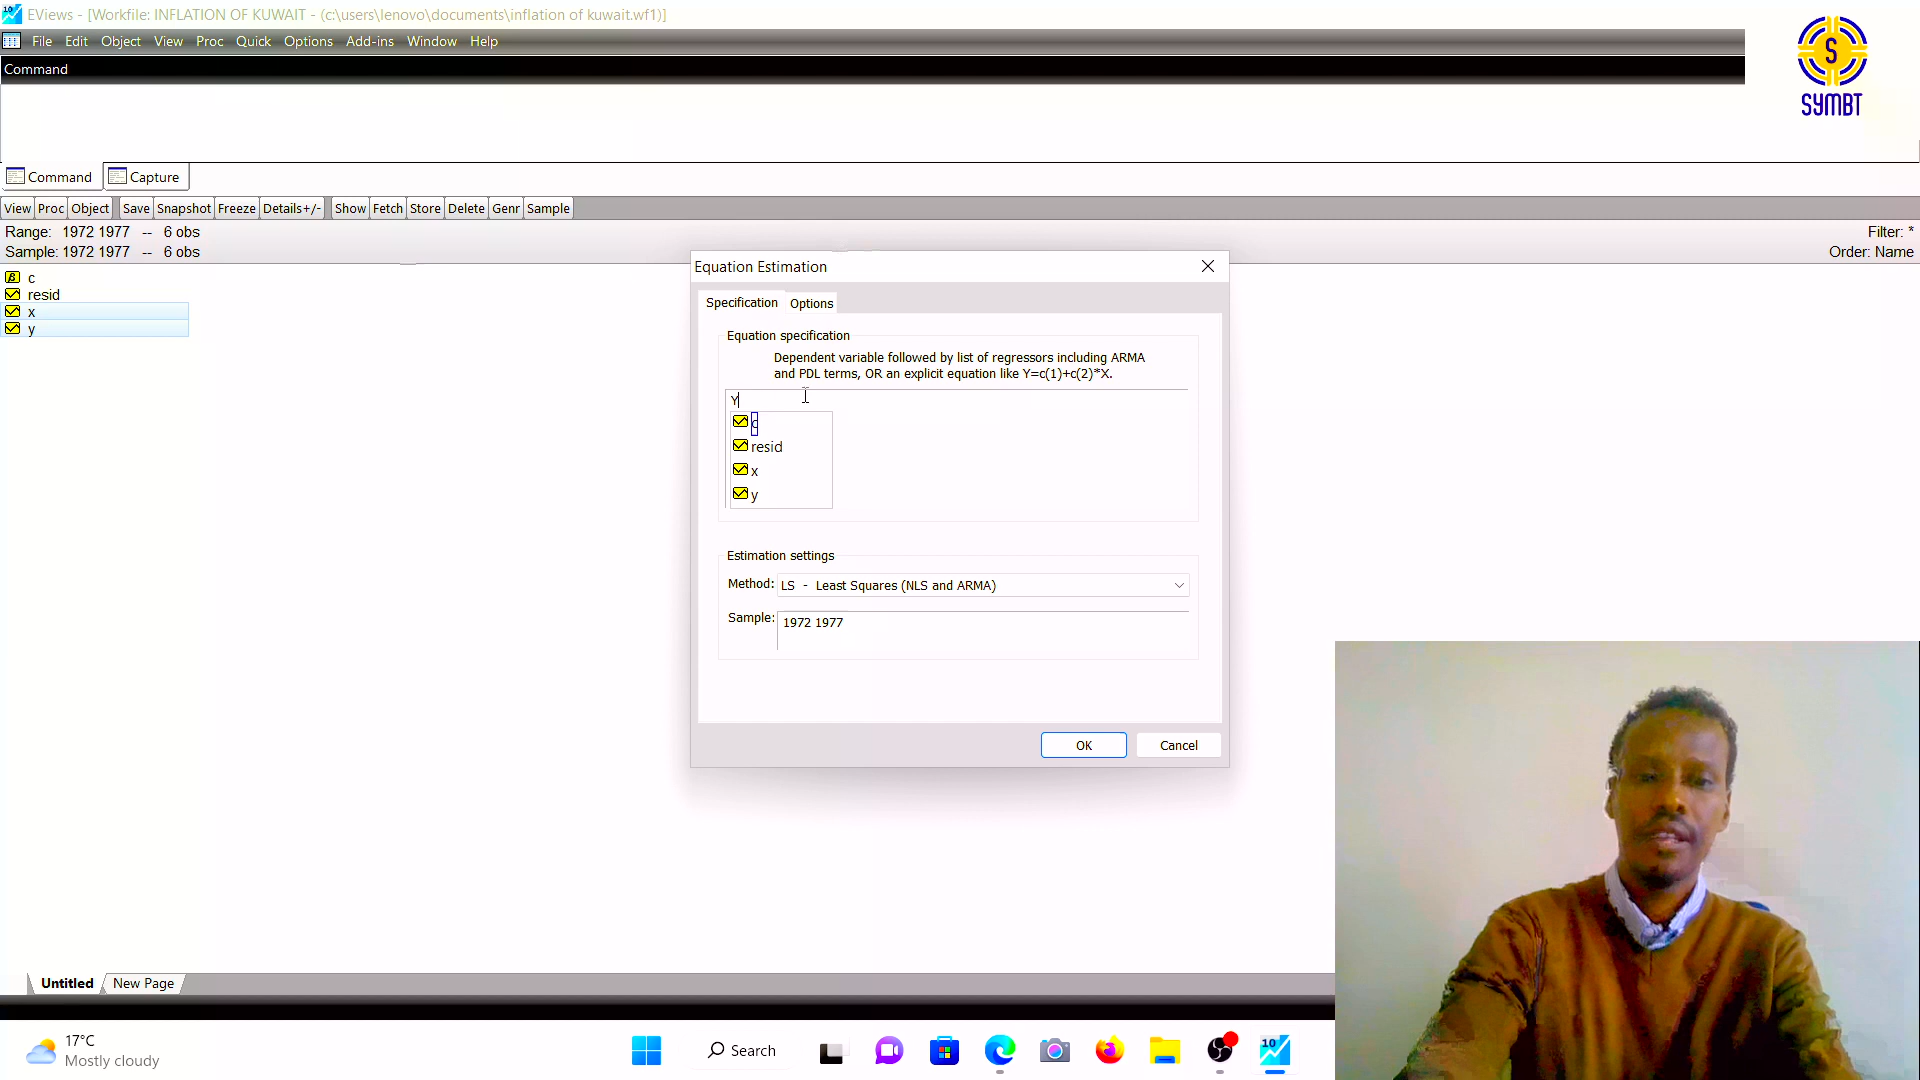 EViews - [Workfile: INFLATION OF KUWAIT - (c:\users\lenovo\documents\inflation of kuwait.wf1)]
File Edit Object View Proc Quick Options Add-ins Window Help
Command
S
SYMBT
Command Capture
View Proc Object Save Snapshot Freeze Details+/- Show Fetch Store Delete Genr Sample
Range: 1972 1977 -- 6 obs
Filter: *
Sample: 1972 1977 -- 6 obs
Order: Name
c
resid
x
y
Equation Estimation
Specification Options
Equation specification
Dependent variable followed by list of regressors including ARMA
and PDL terms, OR an explicit equation like Y=c(1)+c(2)*X.
Y
c
resid
x
y
Estimation settings
Method: LS - Least Squares (NLS and ARMA)
Sample: 1972 1977
OK Cancel
Untitled New Page
17°C
Mostly cloudy
Search
10